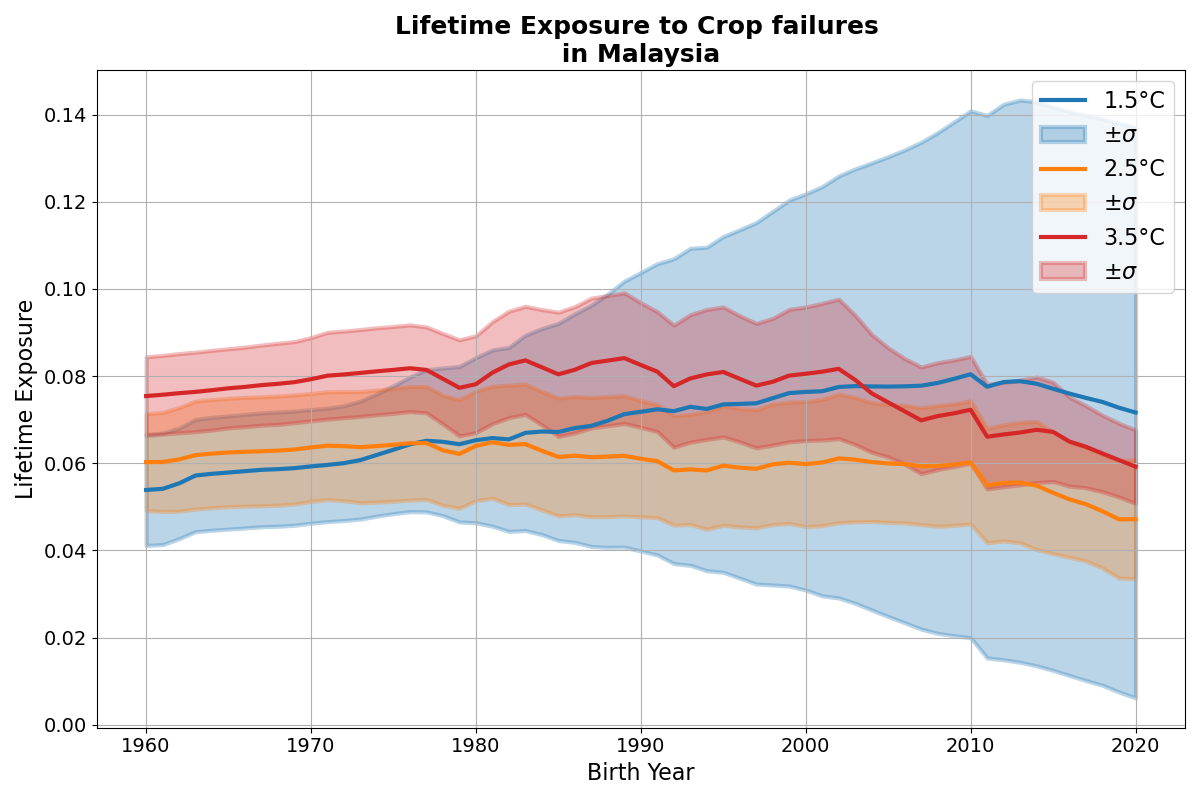 Lifetime Exposure to Crop failures
in Malaysia
1.5°C
±σ
2.5°C
±σ
3.5°C
±σ
Lifetime Exposure
0.14
0.12
0.10
0.08
0.06
0.04
0.02
0.00
1960 1970 1980 1990 2000 2010 2020
Birth Year